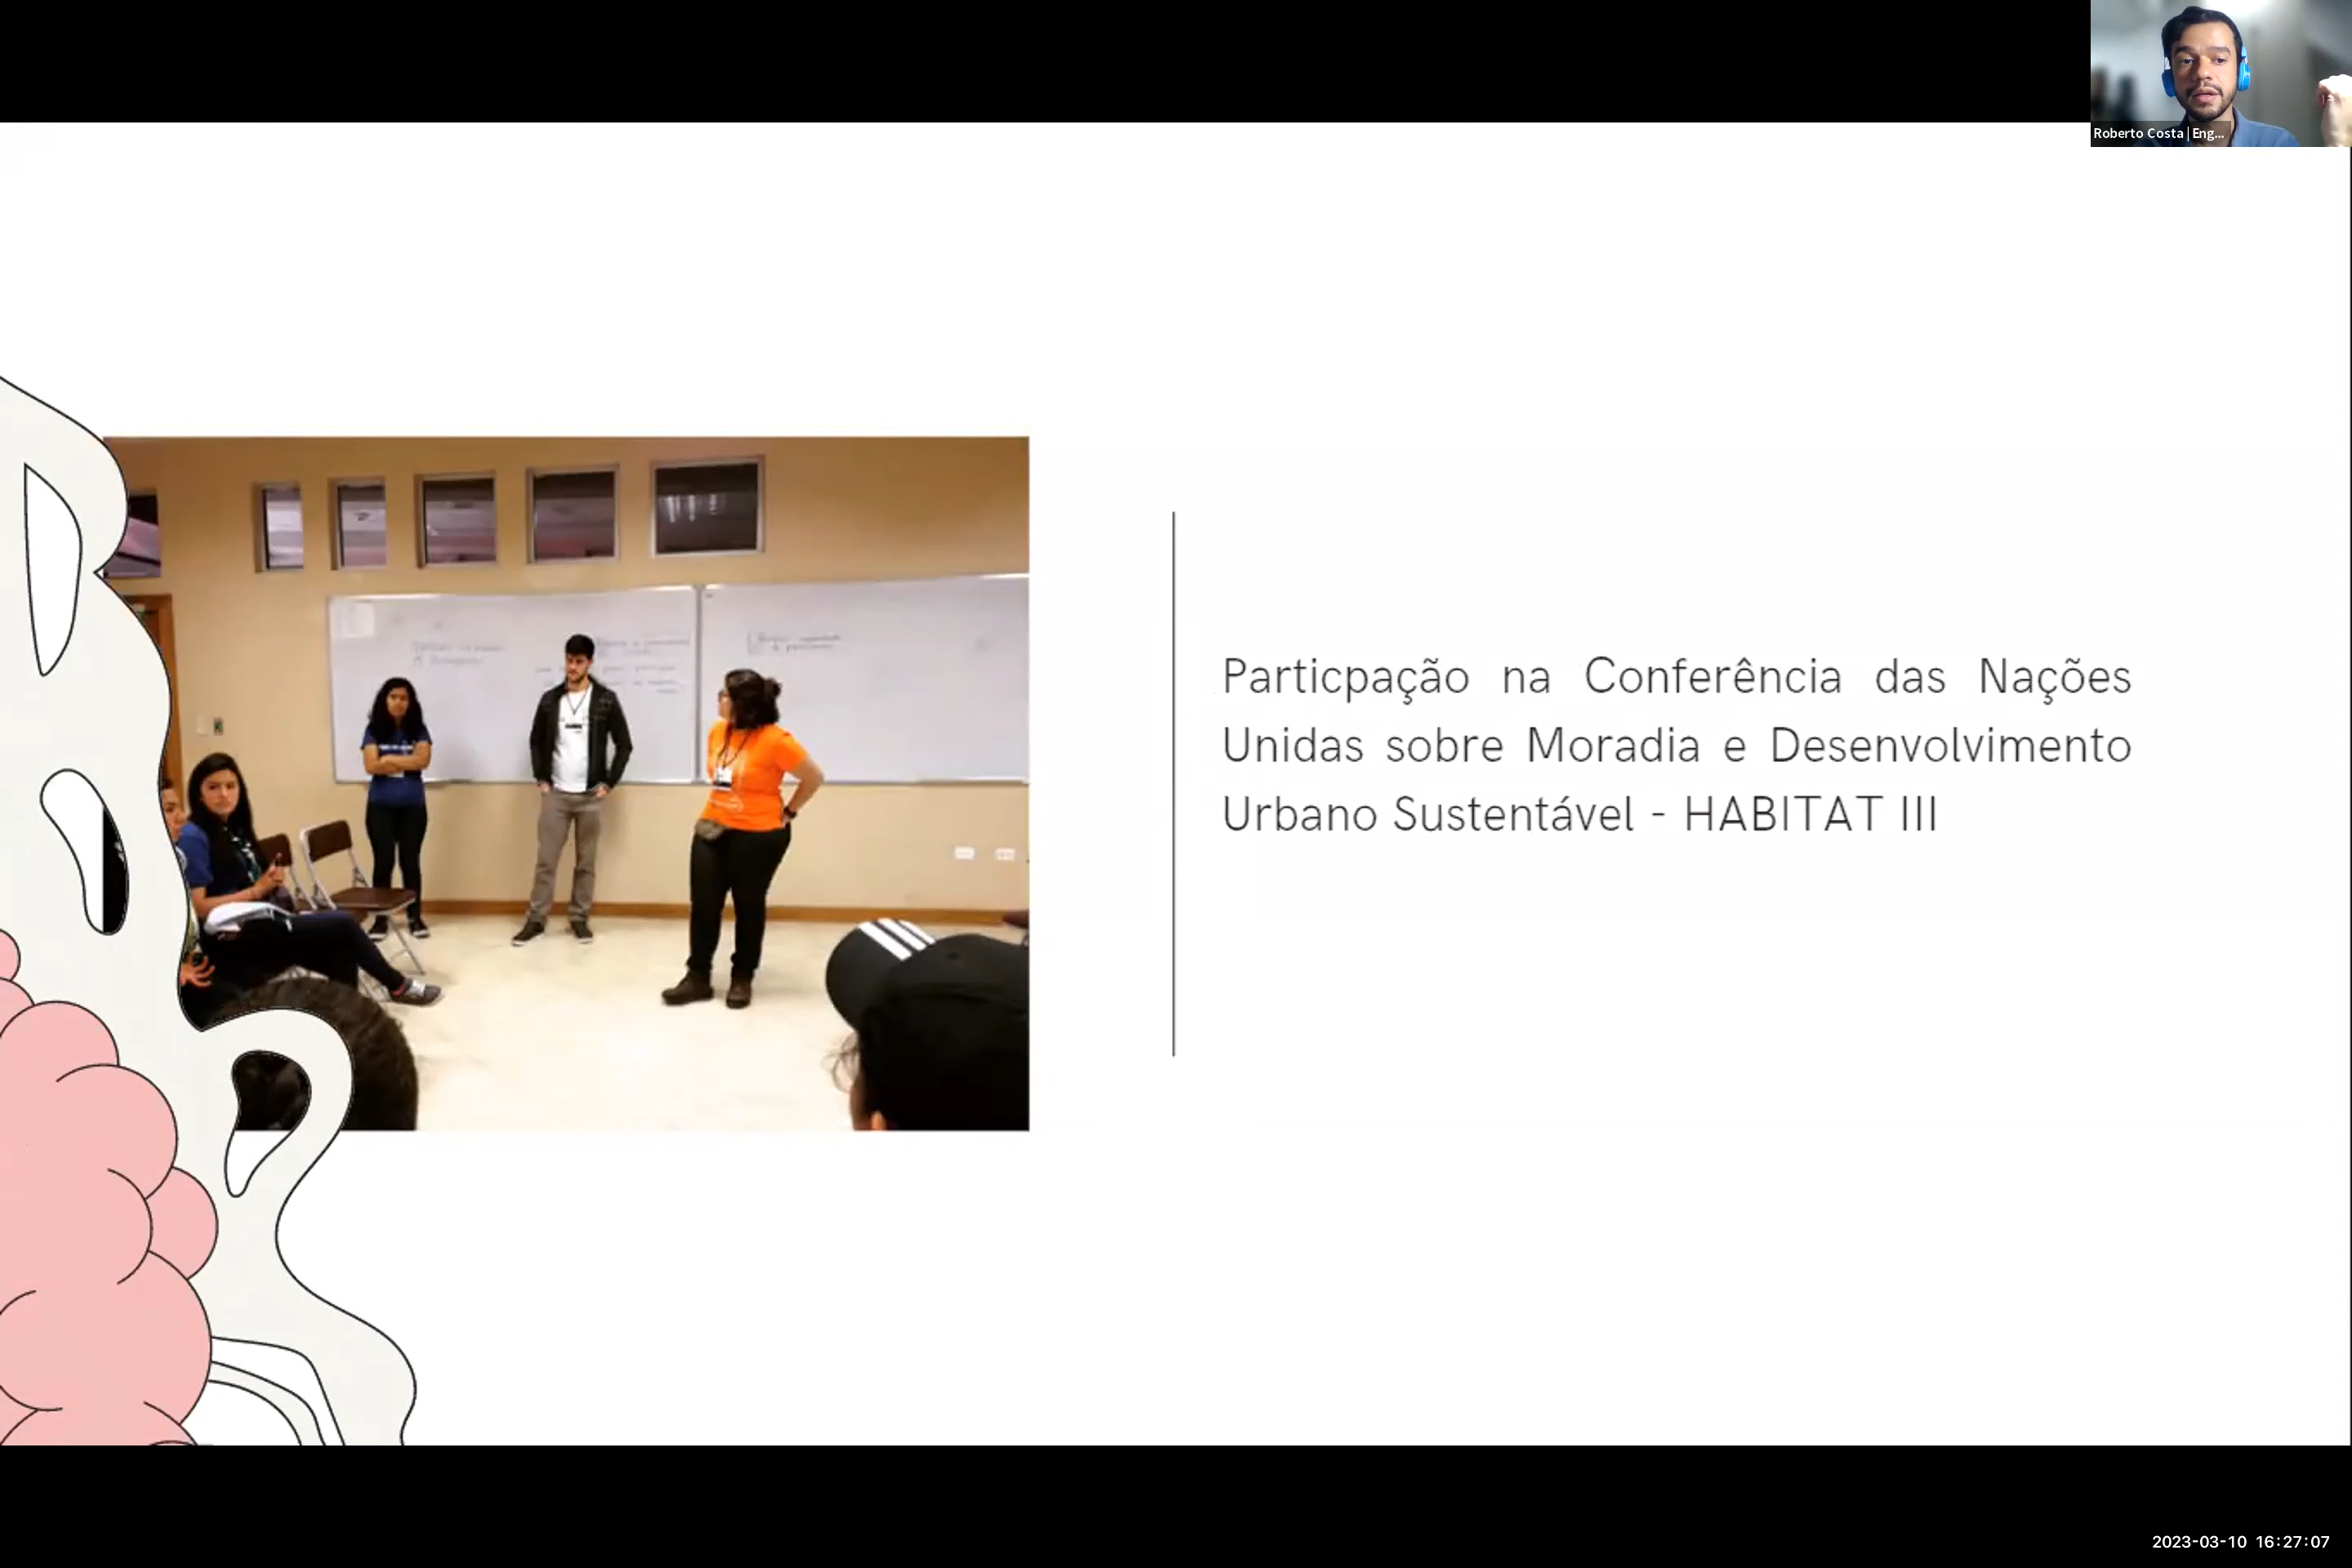 Roberto Costa | Eng...
Particpação na Conferência das Nações
Unidas sobre Moradia e Desenvolvimento
Urbano Sustentável - HABITAT III
2023-03-10 16:27:07